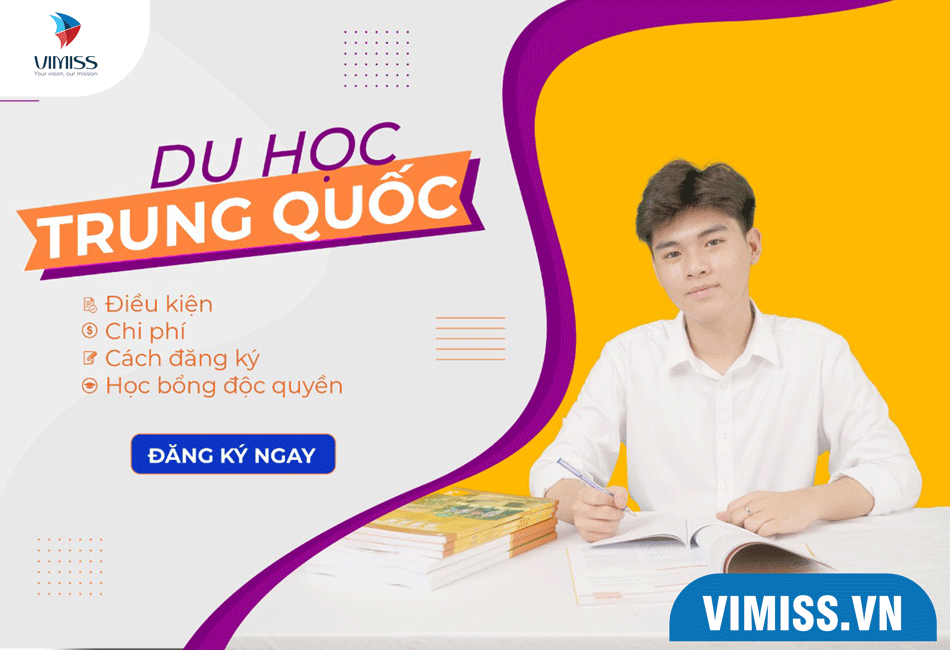 VIMISS
Your vision, our mission
DU HỌC
TRUNG QUỐC
Điều kiện
Chi phí
Cách đăng ký
Học bổng độc quyền
ĐĂNG KÝ NGAY
VIMISS.VN